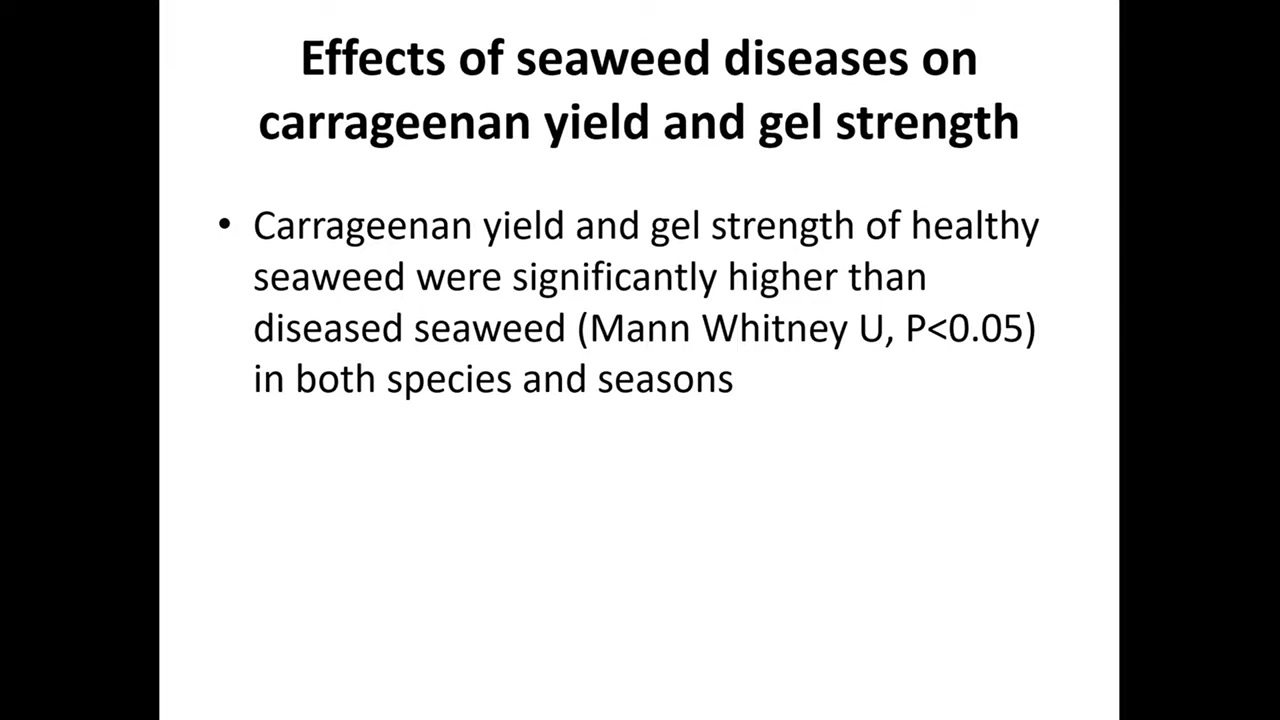 Effects of seaweed diseases on
carrageenan yield and gel strength
• Carrageenan yield and gel strength of healthy
seaweed were significantly higher than
diseased seaweed (Mann Whitney U, P<0.05)
in both species and seasons